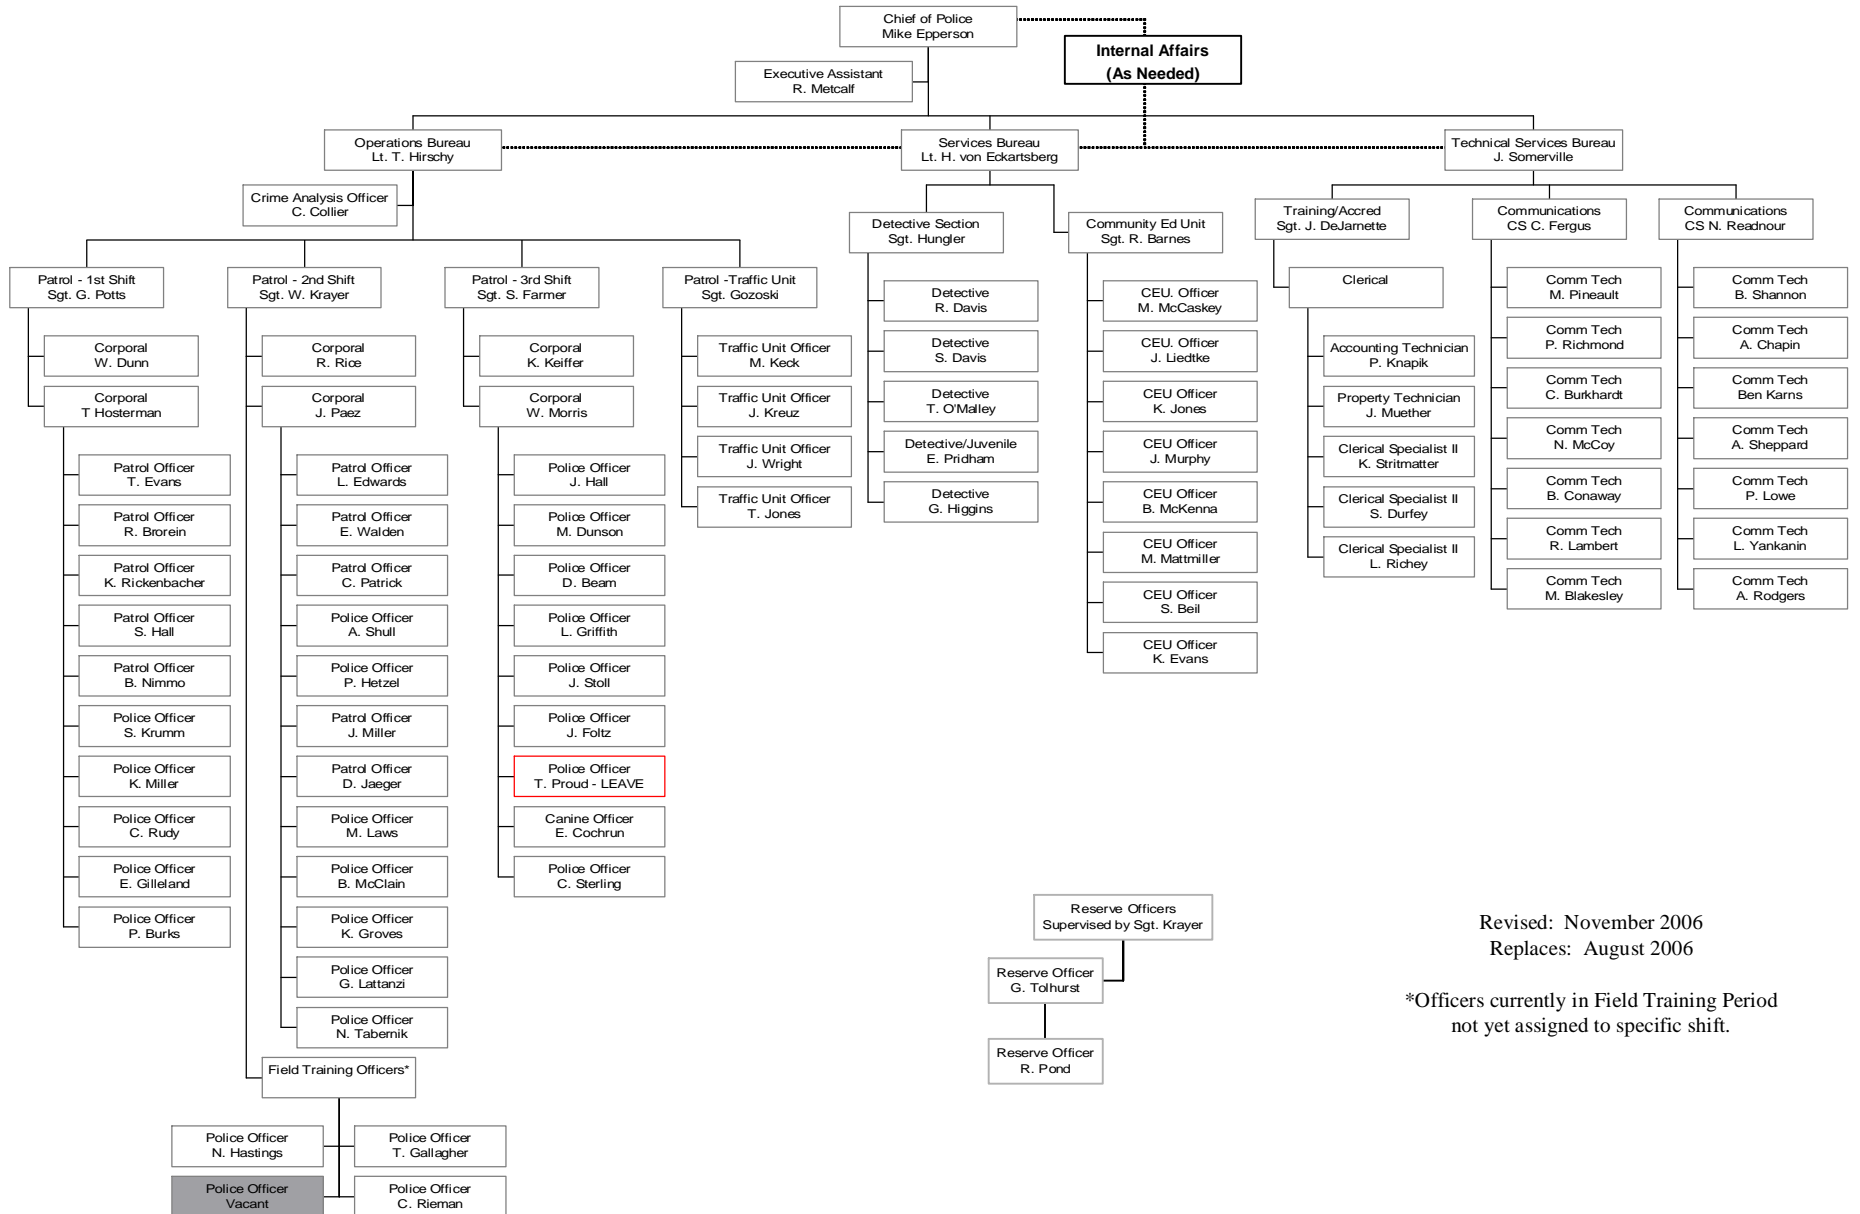 Chief of Police
Mike Epperson
Internal Affairs
(As Needed)
Executive Assistant
R. Metcalf
Operations Bureau
Lt. T. Hirschy
Services Bureau
Lt. H. von Eckartsberg
Technical Services Bureau
J. Somerville
Crime Analysis Officer
C. Collier
Patrol - 1st Shift
Sgt. G. Potts
Corporal
W. Dunn
Corporal
T Hosterman
Patrol Officer
T. Evans
Patrol Officer
R. Brorein
Patrol Officer
K. Rickenbacher
Patrol Officer
S. Hall
Patrol Officer
B. Nimmo
Police Officer
S. Krumm
Police Officer
K. Miller
Police Officer
C. Rudy
Police Officer
E. Gilleland
Police Officer
P. Burks
Patrol - 2nd Shift
Sgt. W. Krayer
Corporal
R. Rice
Corporal
J. Paez
Patrol Officer
L. Edwards
Patrol Officer
E. Walden
Patrol Officer
C. Patrick
Police Officer
A. Shull
Police Officer
P. Hetzel
Patrol Officer
J. Miller
Patrol Officer
D. Jaeger
Police Officer
M. Laws
Police Officer
B. McClain
Police Officer
K. Groves
Police Officer
G. Lattanzi
Police Officer
N. Tabernik
Field Training Officers*
Police Officer
N. Hastings
Police Officer
T. Gallagher
Police Officer
Vacant
Police Officer
C. Rieman
Patrol - 3rd Shift
Sgt. S. Farmer
Corporal
K. Keiffer
Corporal
W. Morris
Police Officer
J. Hall
Police Officer
M. Dunson
Police Officer
D. Beam
Police Officer
L. Griffith
Police Officer
J. Stoll
Police Officer
J. Foltz
Police Officer
T. Proud - LEAVE
Canine Officer
E. Cochrun
Police Officer
C. Sterling
Patrol -Traffic Unit
Sgt. Gozoski
Traffic Unit Officer
M. Keck
Traffic Unit Officer
J. Kreuz
Traffic Unit Officer
J. Wright
Traffic Unit Officer
T. Jones
Detective Section
Sgt. Hungler
Detective
R. Davis
Detective
S. Davis
Detective
T. O'Malley
Detective/Juvenile
E. Pridham
Detective
G. Higgins
Community Ed Unit
Sgt. R. Barnes
CEU. Officer
M. McCaskey
CEU. Officer
J. Liedtke
CEU Officer
K. Jones
CEU Officer
J. Murphy
CEU Officer
B. McKenna
CEU Officer
M. Mattmiller
CEU Officer
S. Beil
CEU Officer
K. Evans
Training/Accred
Sgt. J. DeJarnette
Clerical
Accounting Technician
P. Knapik
Property Technician
J. Muether
Clerical Specialist II
K. Stritmatter
Clerical Specialist II
S. Durfey
Clerical Specialist II
L. Richey
Communications
CS C. Fergus
Comm Tech
M. Pineault
Comm Tech
P. Richmond
Comm Tech
C. Burkhardt
Comm Tech
N. McCoy
Comm Tech
B. Conaway
Comm Tech
R. Lambert
Comm Tech
M. Blakesley
Communications
CS N. Readnour
Comm Tech
B. Shannon
Comm Tech
A. Chapin
Comm Tech
Ben Karns
Comm Tech
A. Sheppard
Comm Tech
P. Lowe
Comm Tech
L. Yankanin
Comm Tech
A. Rodgers
Reserve Officers
Supervised by Sgt. Krayer
Reserve Officer
G. Tolhurst
Reserve Officer
R. Pond
Revised: November 2006
Replaces: August 2006
*Officers currently in Field Training Period
not yet assigned to specific shift.